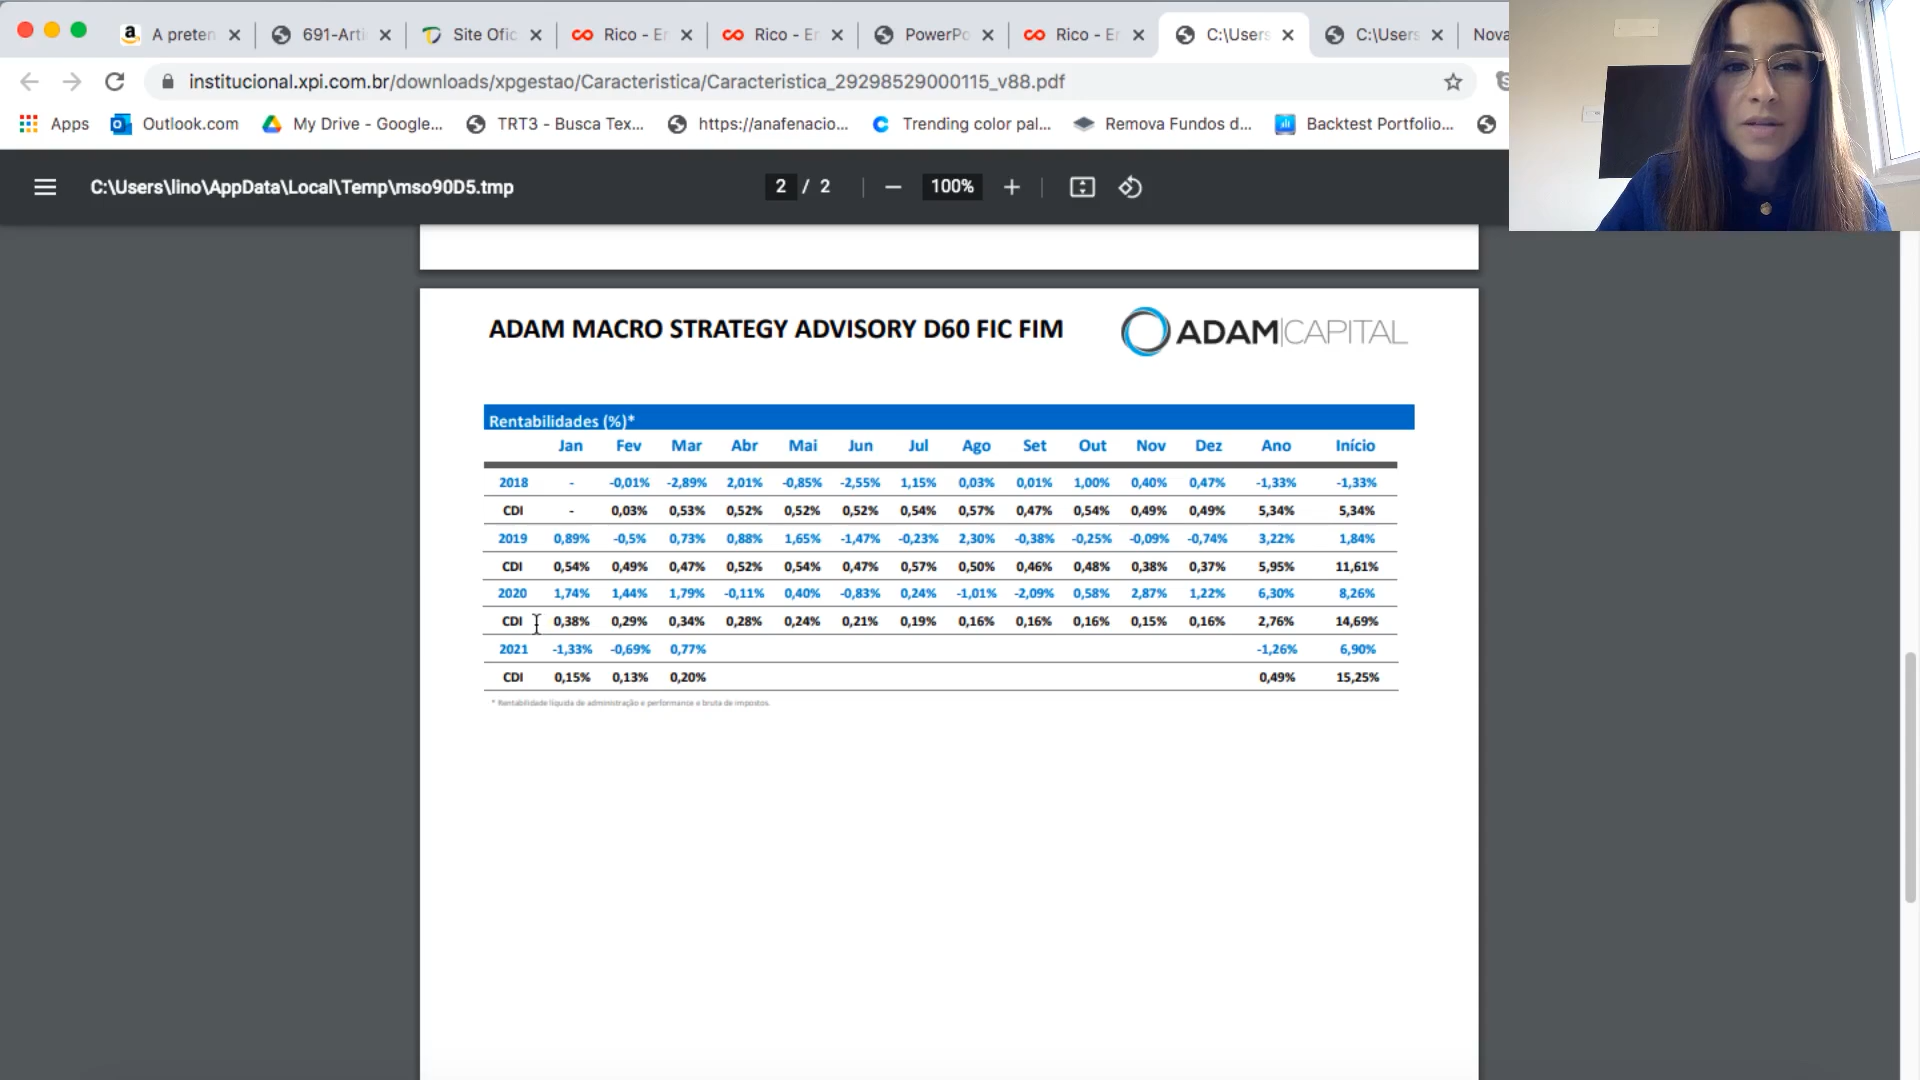 A preten
691-Arti
Site Ofic
Rico - Er
Rico - Er
PowerPo
Rico - Er
C:\Users
C:\Users
Nova
institucional.xpi.com.br/downloads/xpgestao/Caracteristica/Caracteristica_29298529000115_v88.pdf
Apps Outlook.com My Drive - Google... TRT3 - Busca Tex... https://anafenacio... Trending color pal... Remova Fundos d... Backtest Portfolio...
C:\Users\lino\AppData\Local\Temp\mso90D5.tmp 2 / 2 100%
ADAM MACRO STRATEGY ADVISORY D60 FIC FIM
ADAM|CAPITAL
Rentabilidades (%)*
Jan Fev Mar Abr Mai Jun Jul Ago Set Out Nov Dez Ano Início
2018 - -0,01% -2,89% 2,01% -0,85% -2,55% 1,15% 0,03% 0,01% 1,00% 0,40% 0,47% -1,33% -1,33%
CDI - 0,03% 0,53% 0,52% 0,52% 0,52% 0,54% 0,57% 0,47% 0,54% 0,49% 0,49% 5,34% 5,34%
2019 0,89% -0,5% 0,73% 0,88% 1,65% -1,47% -0,23% 2,30% -0,38% -0,25% -0,09% -0,74% 3,22% 1,84%
CDI 0,54% 0,49% 0,47% 0,52% 0,54% 0,47% 0,57% 0,50% 0,46% 0,48% 0,38% 0,37% 5,95% 11,61%
2020 1,74% 1,44% 1,79% -0,11% 0,40% -0,83% 0,24% -1,01% -2,09% 0,58% 2,87% 1,22% 6,30% 8,26%
CDI 0,38% 0,29% 0,34% 0,28% 0,24% 0,21% 0,19% 0,16% 0,16% 0,16% 0,15% 0,16% 2,76% 14,69%
2021 -1,33% -0,69% 0,77% -1,26% 6,90%
CDI 0,15% 0,13% 0,20% 0,49% 15,25%
* Rentabilidade líquida de administração e performance e bruta de impostos.